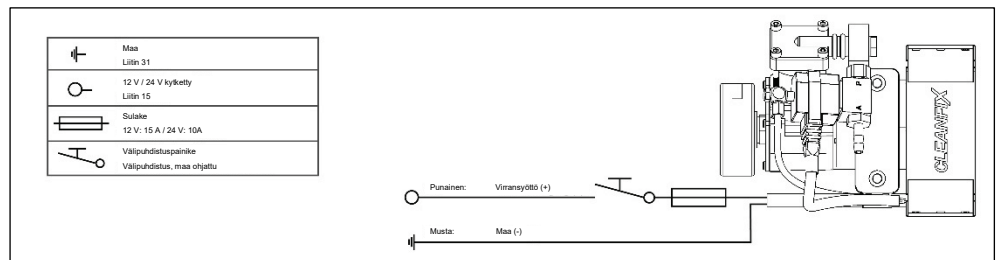 Maa
Liitin 31
12 V / 24 V kytketty
Liitin 15
Sulake
12 V: 15 A / 24 V: 10A
Välipuhdistuspainike
Välipuhdistus, maa ohjattu
Punainen: Virransyöttö (+)
Musta: Maa (-)
P
A
CLEANFIX